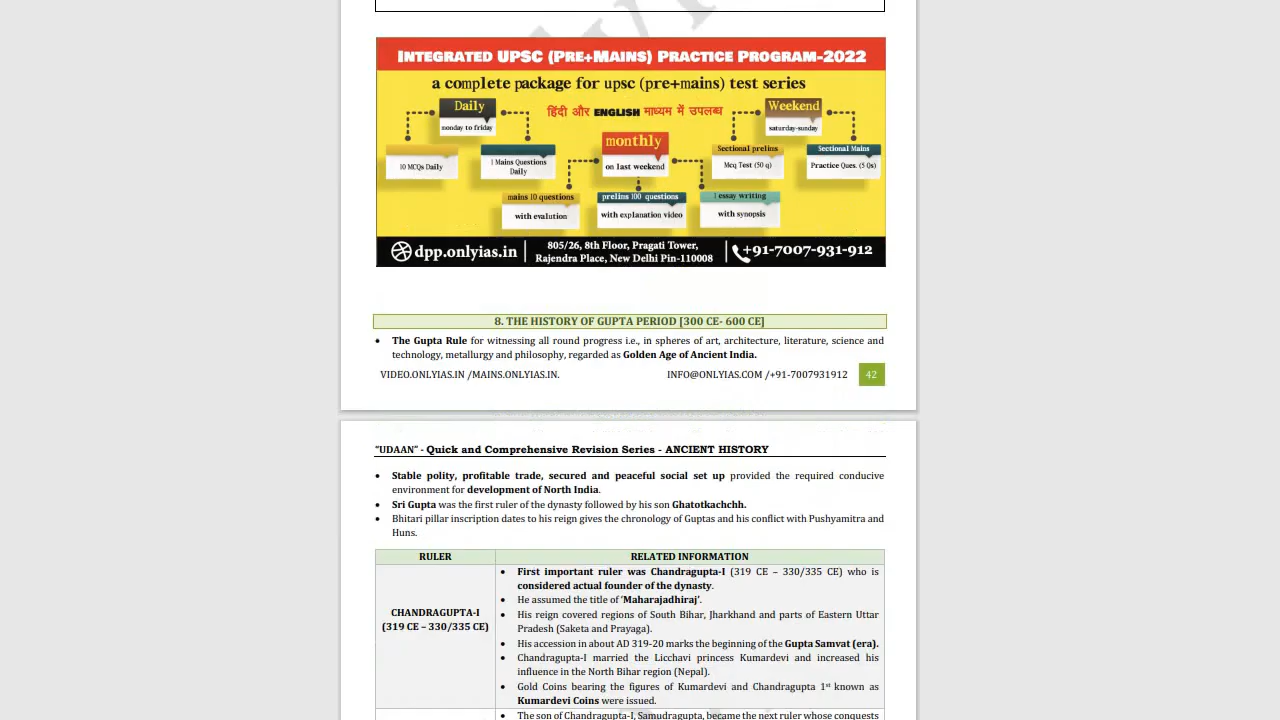 INTEGRATED UPSC (PRE+MAINS) PRACTICE PROGRAM-2022
a complete package for upsc (pre+mains) test series
Daily
monday to friday
हिंदी और ENGLISH माध्यम में उपलब्ध
Weekend
saturday-sunday
monthly
on last weekend
10 MCQs Daily
1 Mains Questions
Daily
Sectional prelims
Mcq Test (50 q)
Sectional Mains
Practice Ques. (5 Qs)
mains 10 questions
with evalution
prelims 100 questions
with explanation video
1 essay writing
with synopsis
dpp.onlyias.in
805/26, 8th Floor, Pragati Tower,
Rajendra Place, New Delhi Pin-110008
+91-7007-931-912
8. THE HISTORY OF GUPTA PERIOD [300 CE- 600 CE]
• The Gupta Rule for witnessing all round progress i.e., in spheres of art, architecture, literature, science and
technology, metallurgy and philosophy, regarded as Golden Age of Ancient India.
VIDEO.ONLYIAS.IN /MAINS.ONLYIAS.IN. INFO@ONLYIAS.COM /+91-7007931912 42
"UDAAN" - Quick and Comprehensive Revision Series - ANCIENT HISTORY
• Stable polity, profitable trade, secured and peaceful social set up provided the required conducive
environment for development of North India.
• Sri Gupta was the first ruler of the dynasty followed by his son Ghatotkachchh.
• Bhitari pillar inscription dates to his reign gives the chronology of Guptas and his conflict with Pushyamitra and
Huns.
RULER RELATED INFORMATION
CHANDRAGUPTA-I
(319 CE – 330/335 CE)
• First important ruler was Chandragupta-I (319 CE – 330/335 CE) who is
considered actual founder of the dynasty.
• He assumed the title of 'Maharajadhiraj'.
• His reign covered regions of South Bihar, Jharkhand and parts of Eastern Uttar
Pradesh (Saketa and Prayaga).
• His accession in about AD 319-20 marks the beginning of the Gupta Samvat (era).
• Chandragupta-I married the Licchavi princess Kumardevi and increased his
influence in the North Bihar region (Nepal).
• Gold Coins bearing the figures of Kumardevi and Chandragupta 1st known as
Kumardevi Coins were issued.
• The son of Chandragupta-I, Samudragupta, became the next ruler whose conquests